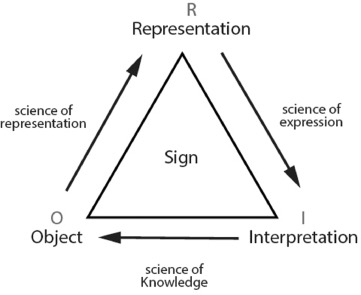 R
Representation
science of
representation
science of
expression
Sign
O
Object
I
Interpretation
science of
Knowledge